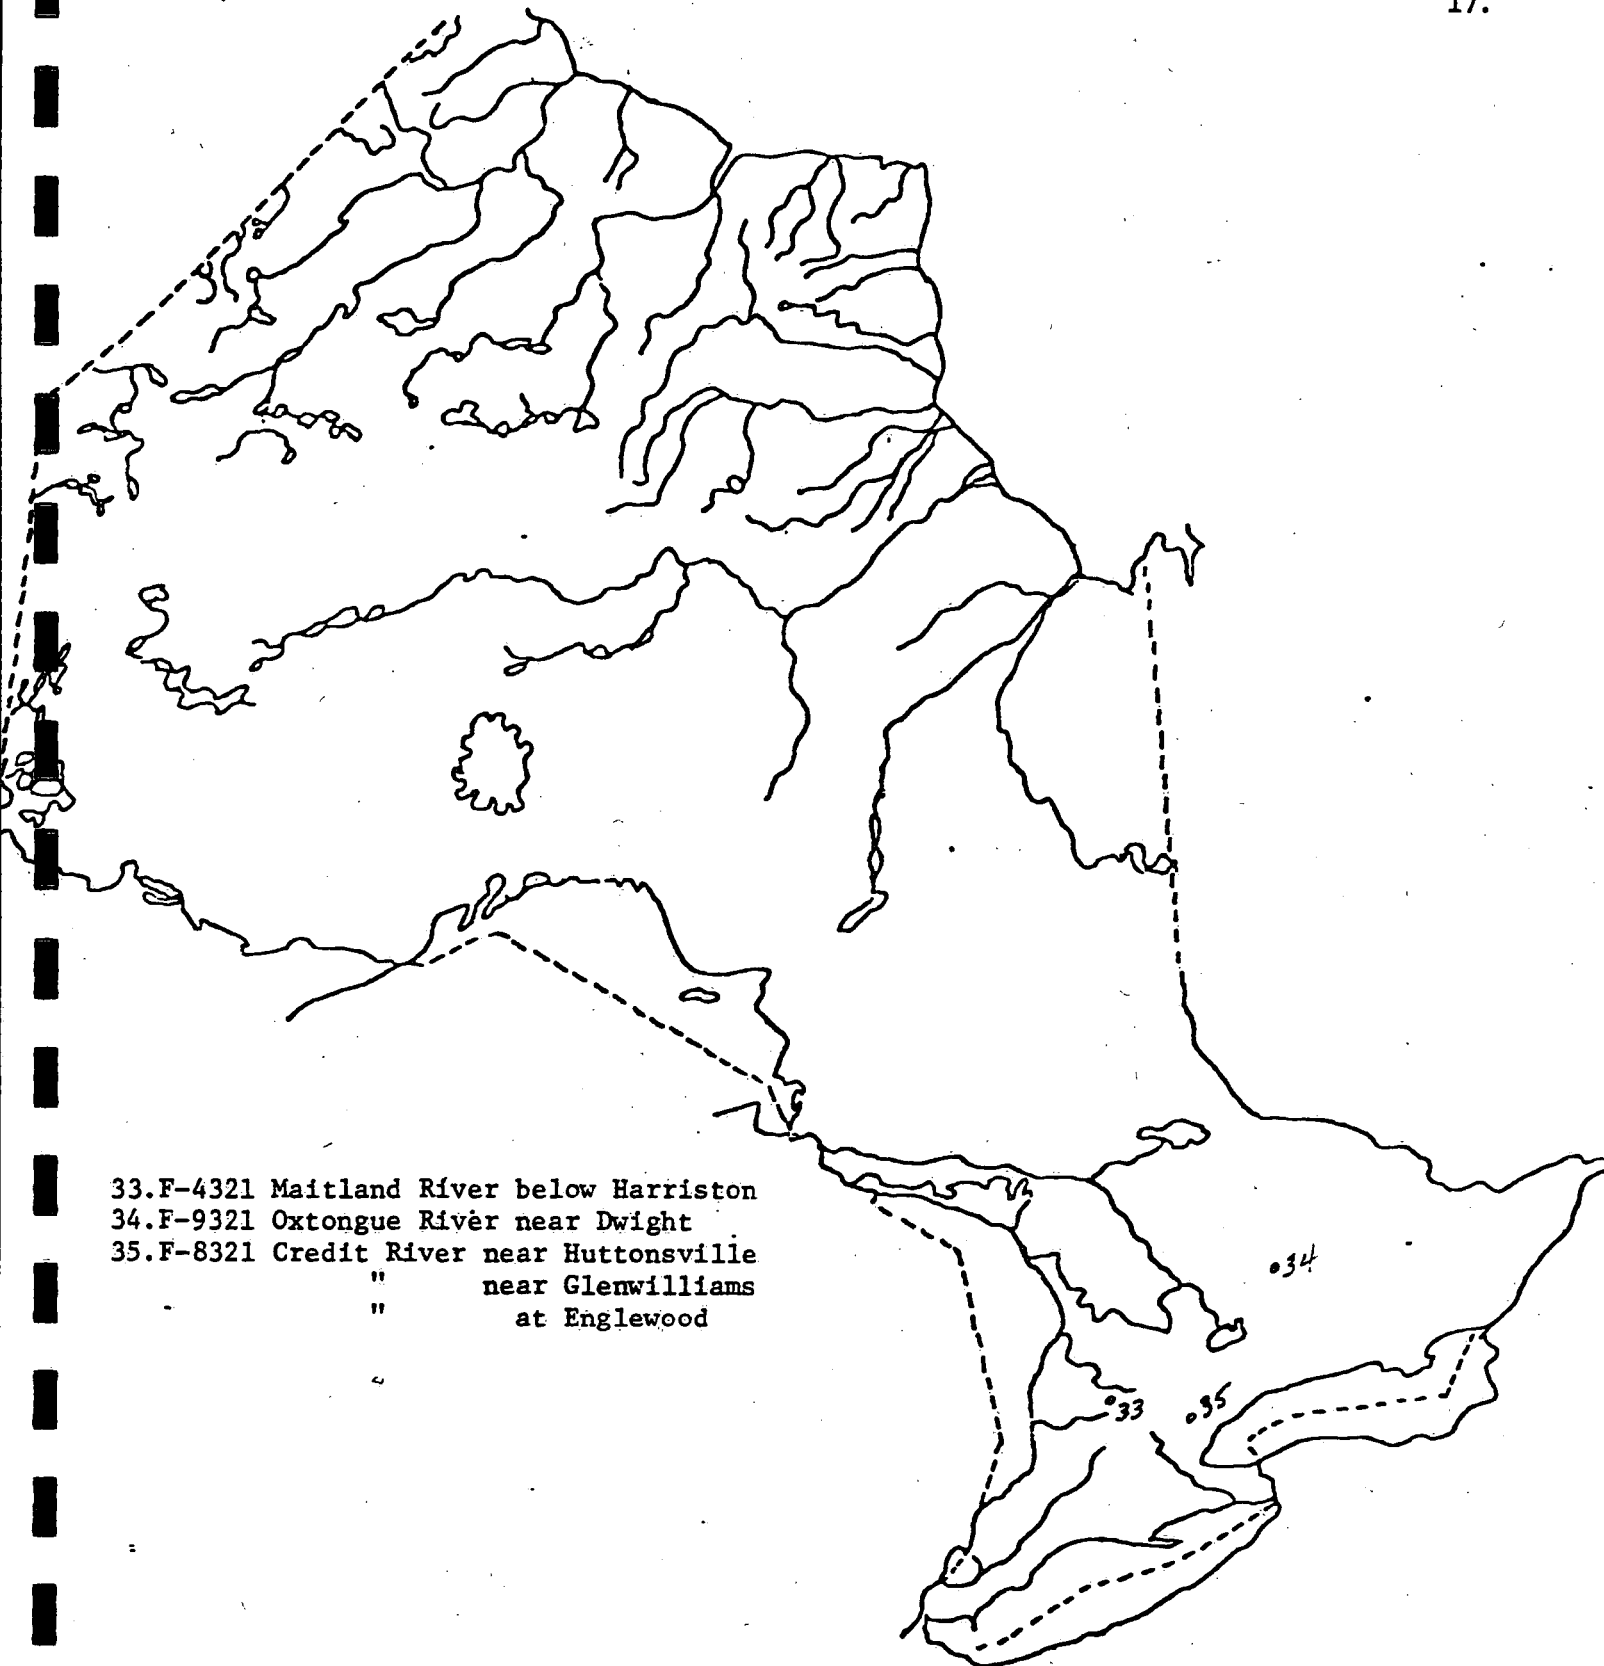 17.
33.F-4321 Maitland River below Harriston
34.F-9321 Oxtongue River near Dwight
35.F-8321 Credit River near Huttonsville
" near Glenwilliams
" at Englewood
34
33
35